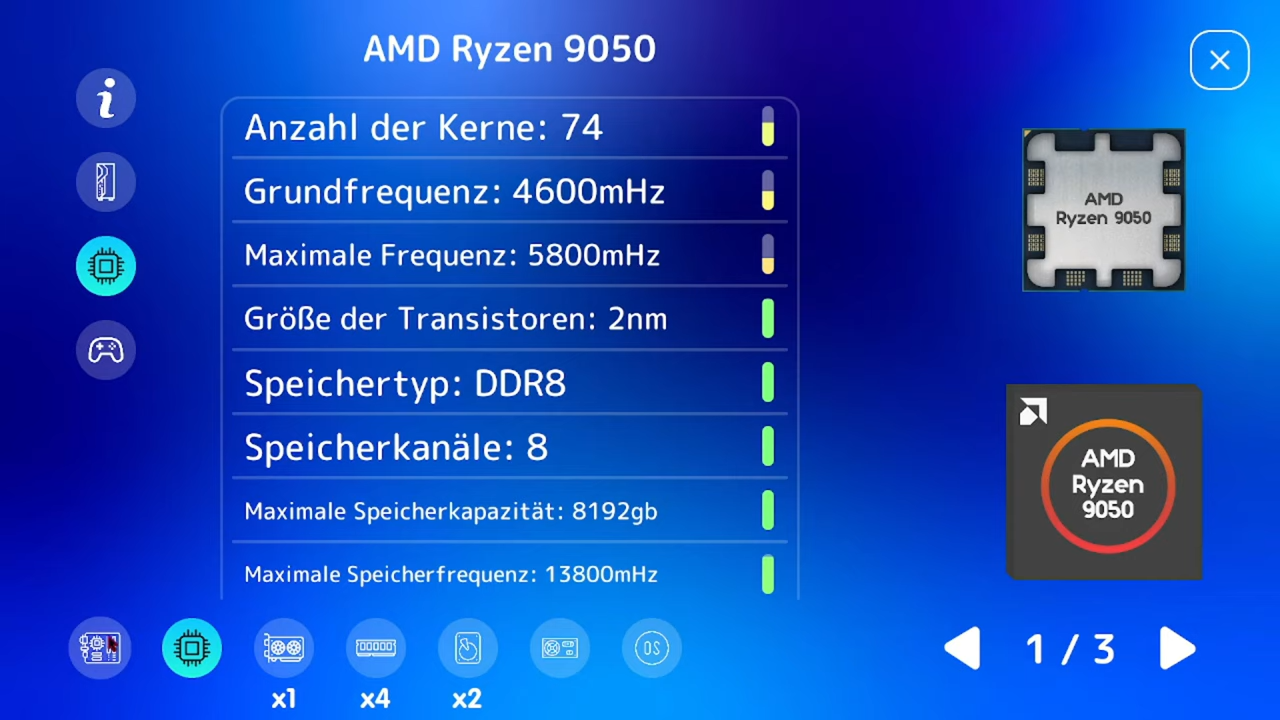 AMD Ryzen 9050
Anzahl der Kerne: 74
Grundfrequenz: 4600mHz
Maximale Frequenz: 5800mHz
Größe der Transistoren: 2nm
Speichertyp: DDR8
Speicherkanäle: 8
Maximale Speicherkapazität: 8192gb
Maximale Speicherfrequenz: 13800mHz
AMD
Ryzen 9050
AMD
Ryzen
9050
OS
x1
x4
x2
1 / 3